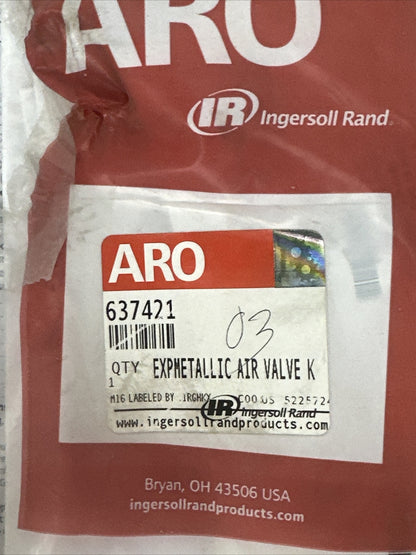 ARO
IR Ingersoll Rand
ARO
637421
03
QTY EXPMETALLIC AIR VALVE K
1
M16 LABELED BY .IRGHKY COO:US 5225724
IR Ingersoll Rand
www.ingersollrandproducts.com
Bryan, OH 43506 USA
ingersollrandproducts.com